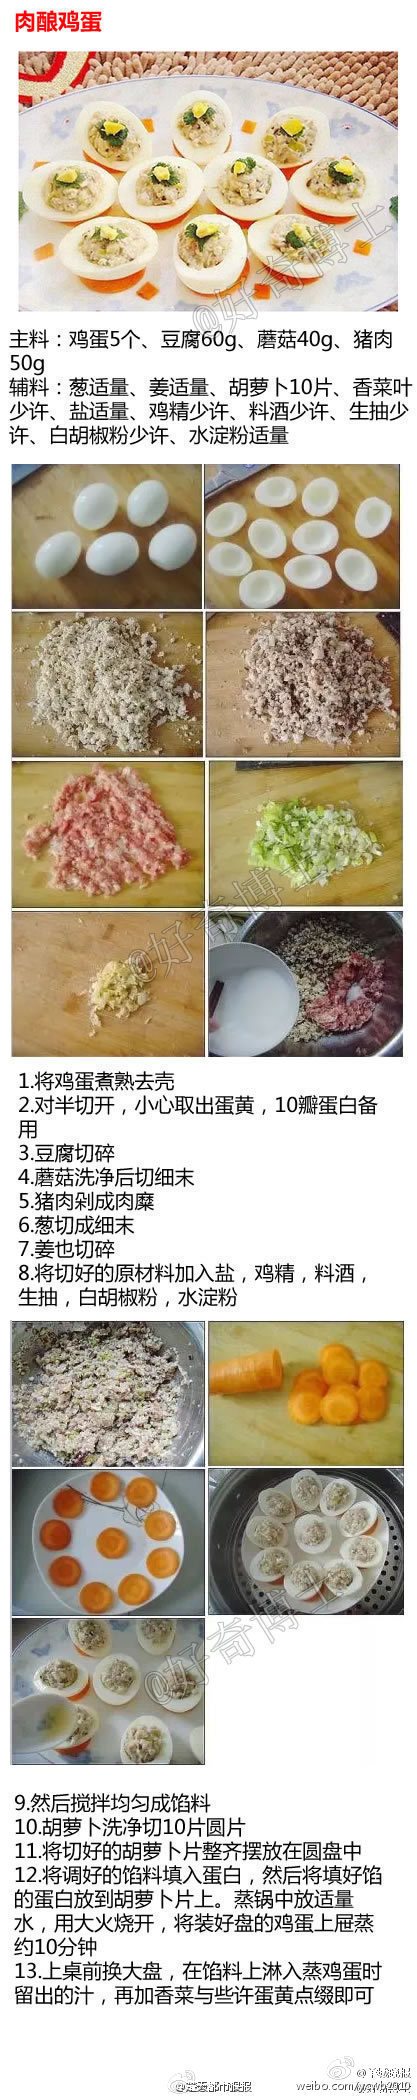 肉酿鸡蛋
@好奇博士
主料：鸡蛋5个、豆腐60g、蘑菇40g、猪肉
50g
辅料：葱适量、姜适量、胡萝卜10片、香菜叶
少许、盐适量、鸡精少许、料酒少许、生抽少
许、白胡椒粉少许、水淀粉适量
@好奇博士
1.将鸡蛋煮熟去壳
2.对半切开，小心取出蛋黄，10瓣蛋白备
用
3.豆腐切碎
4.蘑菇洗净后切细末
5.猪肉剁成肉糜
6.葱切成细末
7.姜也切碎
8.将切好的原材料加入盐，鸡精，料酒，
生抽，白胡椒粉，水淀粉
@好奇博士
9.然后搅拌均匀成馅料
10.胡萝卜洗净切10片圆片
11.将切好的胡萝卜片整齐摆放在圆盘中
12.将调好的馅料填入蛋白，然后将填好馅
的蛋白放到胡萝卜片上。蒸锅中放适量
水，用大火烧开，将装好盘的鸡蛋上屉蒸
约10分钟
13.上桌前换大盘，在馅料上淋入蒸鸡蛋时
留出的汁，再加香菜与些许蛋黄点缀即可